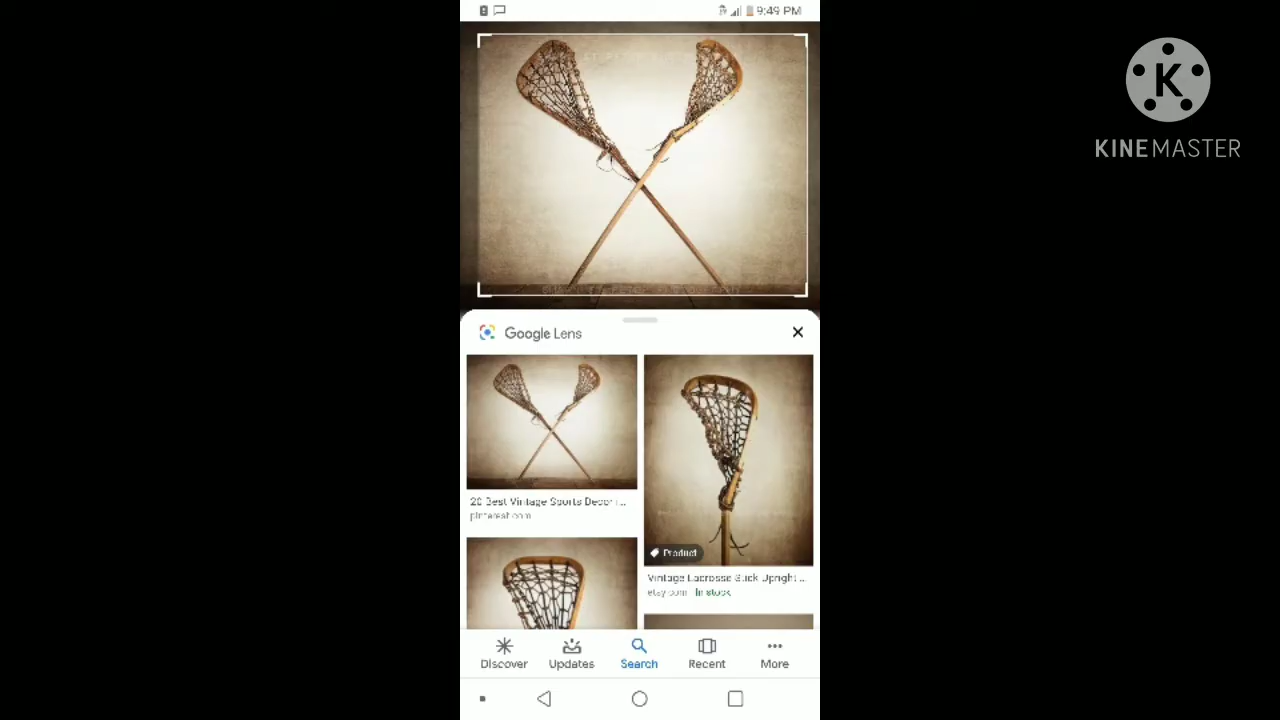 9:49 PM
K
KINEMASTER
Google Lens
20 Best Vintage Sports Decor i...
pinterest.com
Product
Vintage Lacrosse Stick Upright ...
etsy.com In stock
Discover Updates Search Recent More